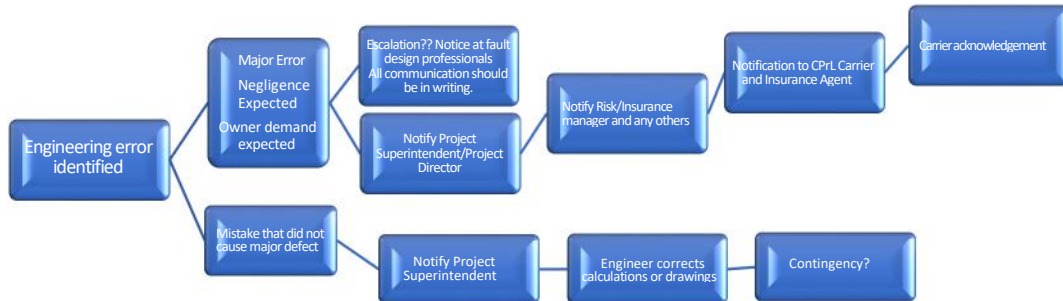 Engineering error
identified
Major Error
Negligence
Expected
Owner demand
expected
Escalation?? Notice at fault
design professionals
All communication should
be in writing.
Notify Project
Superintendent/Project
Director
Notify Risk/Insurance
manager and any others
Notification to CPrL Carrier
and Insurance Agent
Carrier acknowledgement
Mistake that did not
cause major defect
Notify Project
Superintendent
Engineer corrects
calculations or drawings
Contingency?